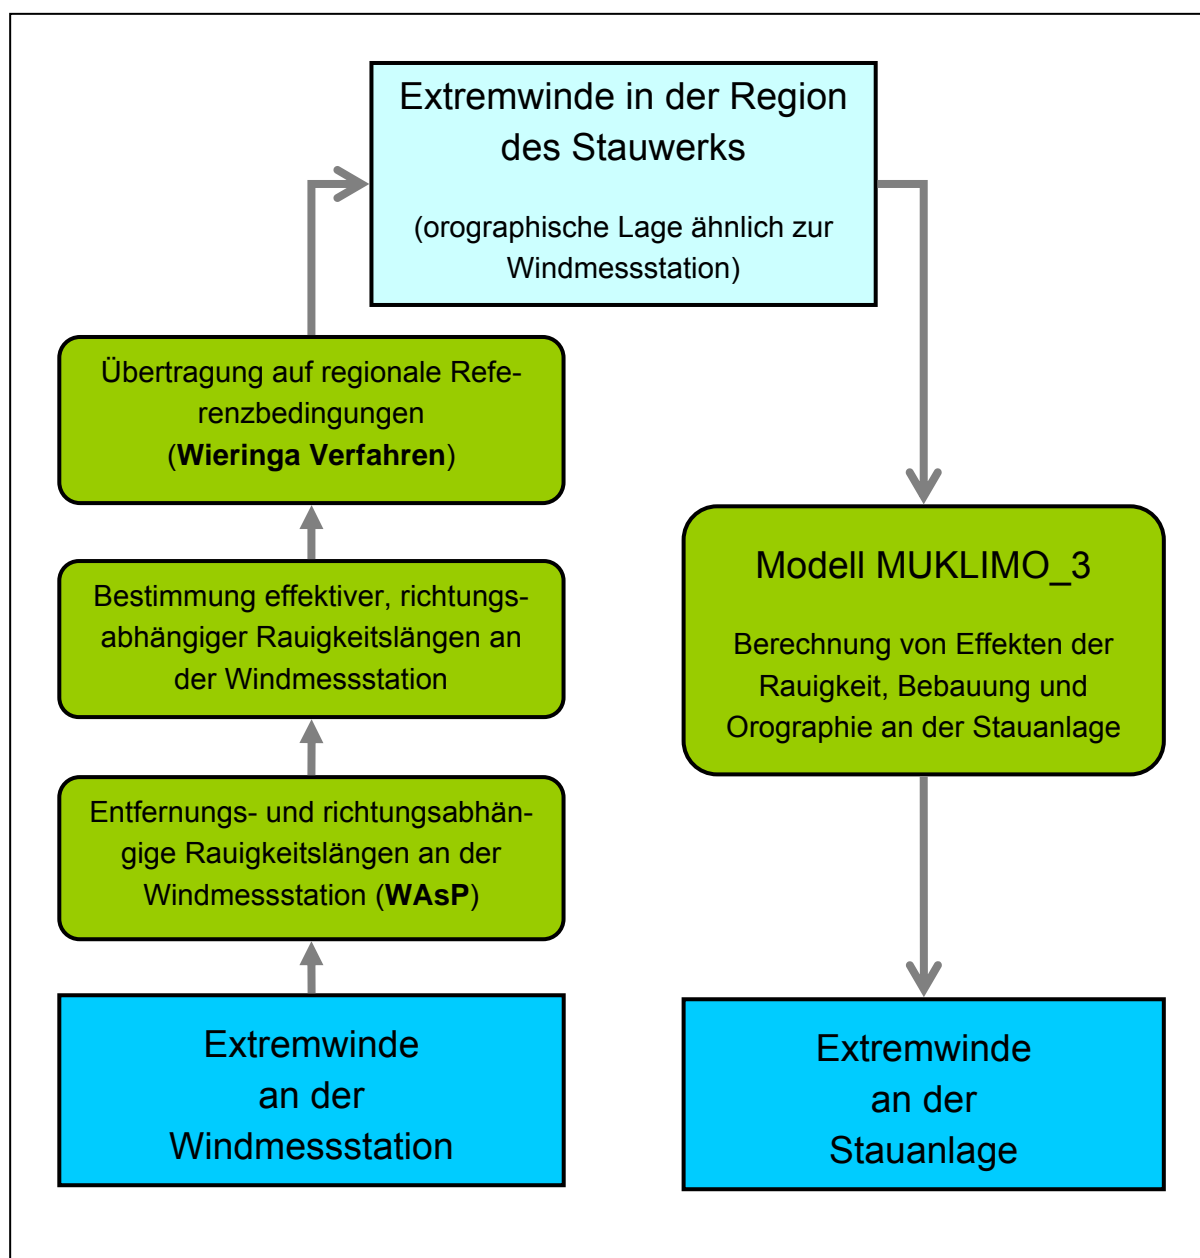 Extremwinde in der Region
des Stauwerks
(orographische Lage ähnlich zur
Windmessstation)
Übertragung auf regionale Refe-
renzbedingungen
(Wieringa Verfahren)
Bestimmung effektiver, richtungs-
abhängiger Rauigkeitslängen an
der Windmessstation
Entfernungs- und richtungsabhän-
gige Rauigkeitslängen an der
Windmessstation (WAsP)
Extremwinde
an der
Windmessstation
Modell MUKLIMO_3
Berechnung von Effekten der
Rauigkeit, Bebauung und
Orographie an der Stauanlage
Extremwinde
an der
Stauanlage